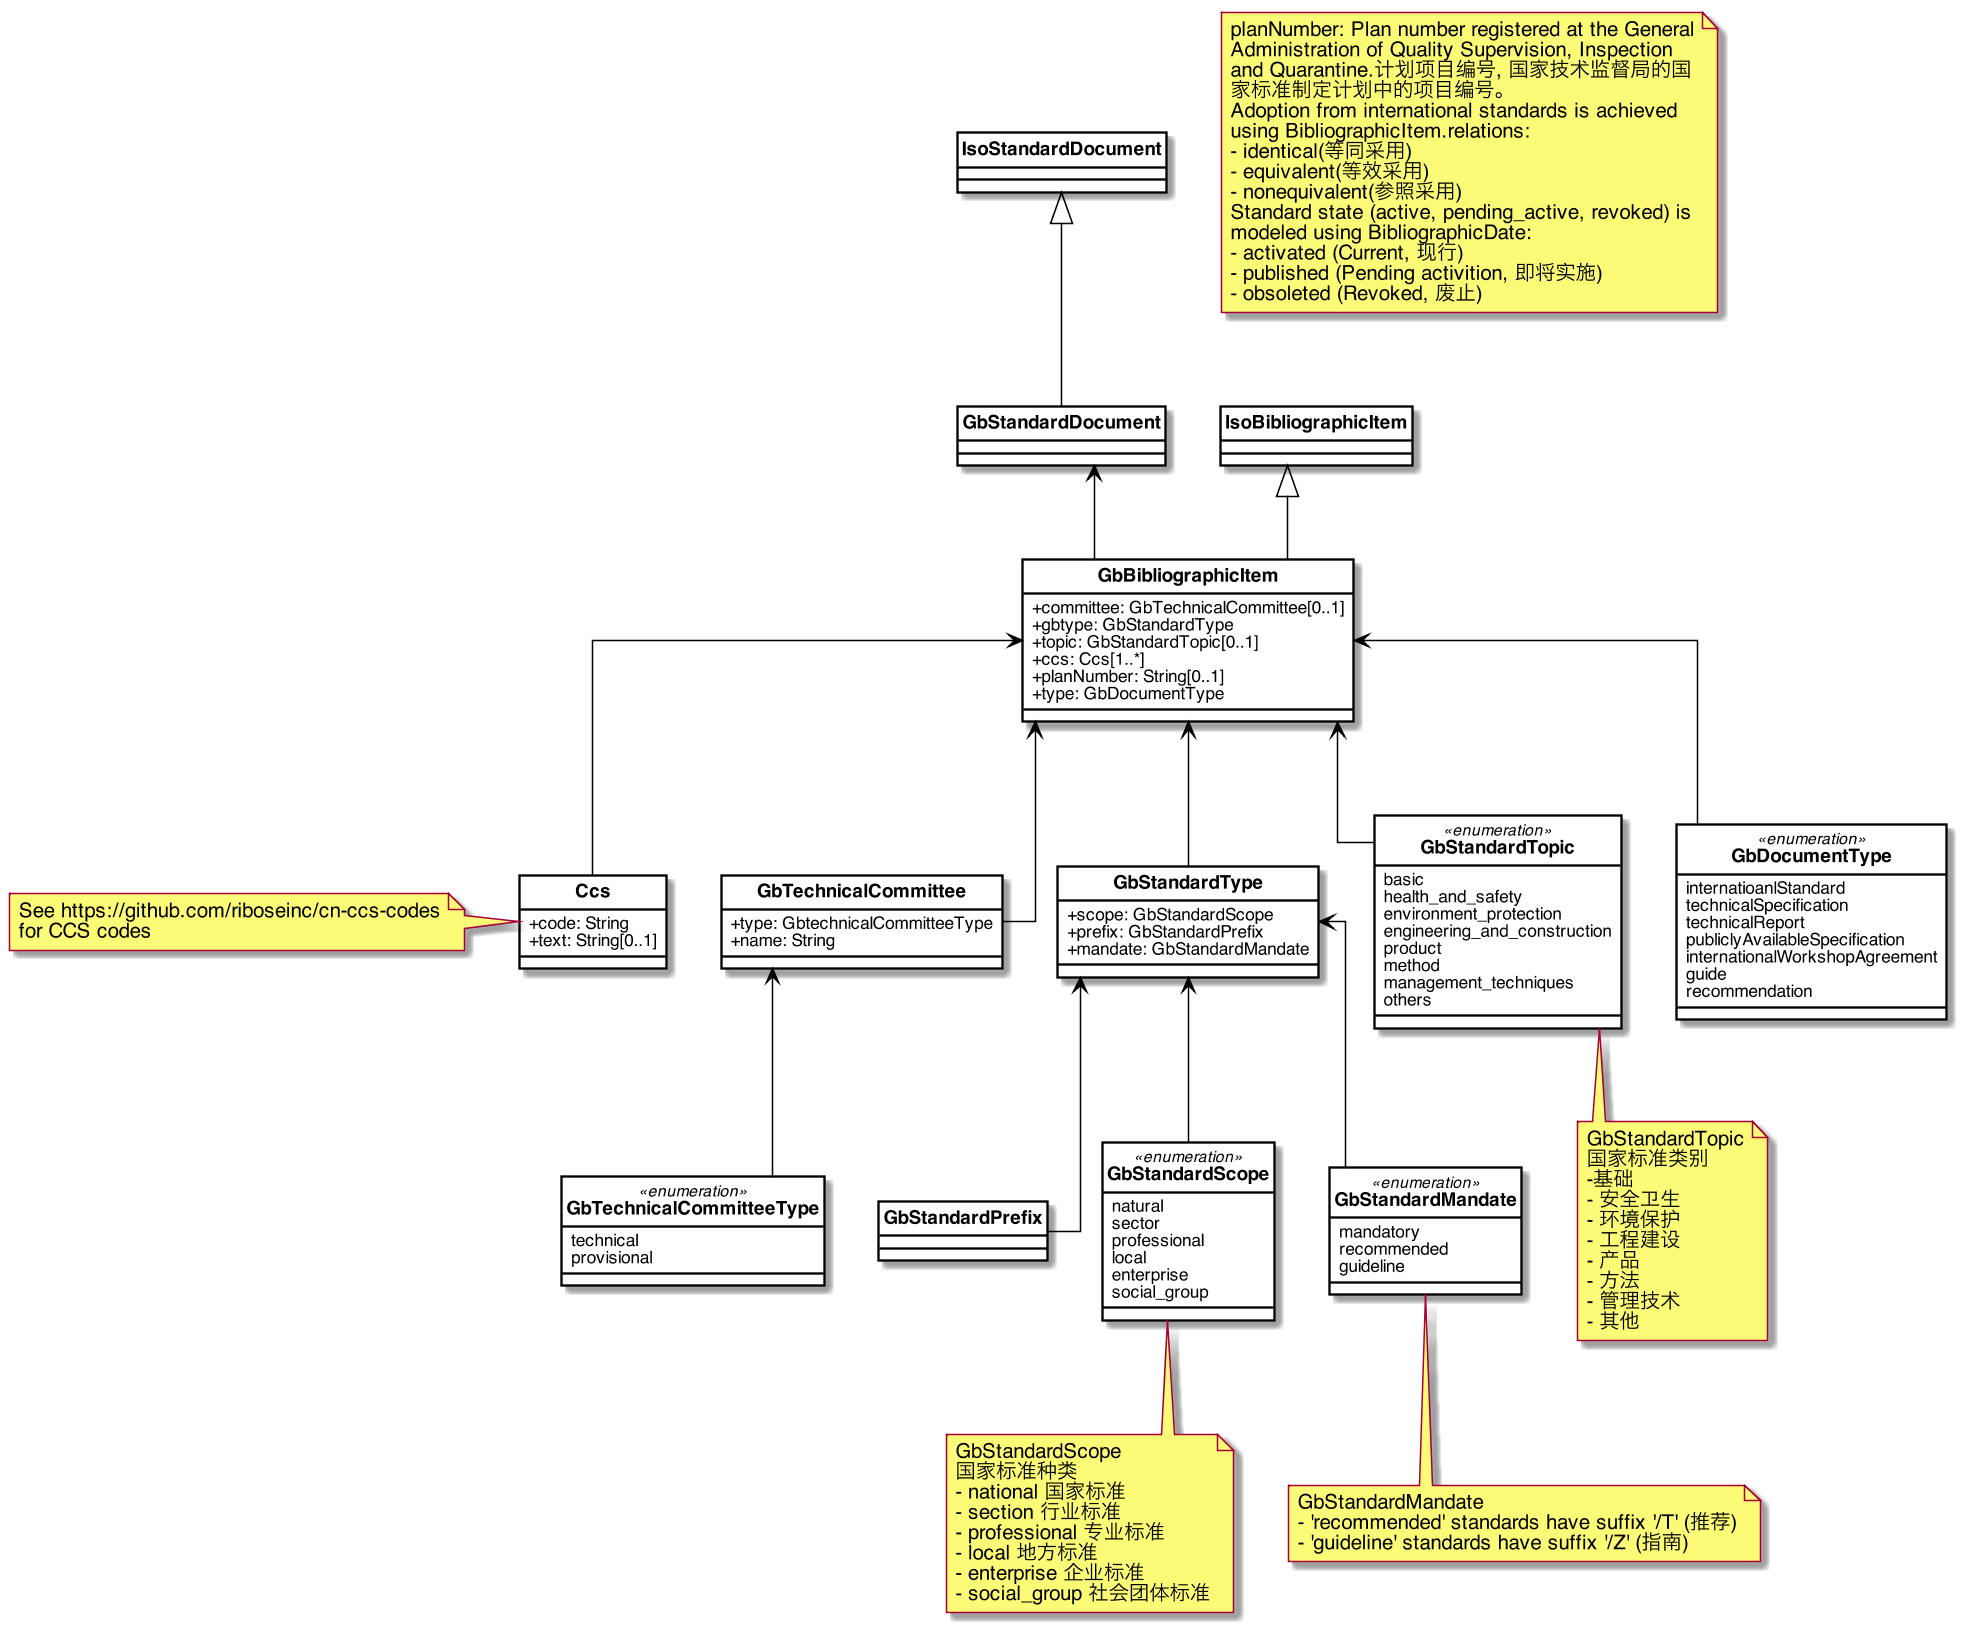 planNumber: Plan number registered at the General
Administration of Quality Supervision, Inspection
and Quarantine.计划项目编号, 国家技术监督局的国
家标准制定计划中的项目编号。
Adoption from international standards is achieved
using BibliographicItem.relations:
- identical(等同采用)
- equivalent(等效采用)
- nonequivalent(参照采用)
Standard state (active, pending_active, revoked) is
modeled using BibliographicDate:
- activated (Current, 现行)
- published (Pending activition, 即将实施)
- obsoleted (Revoked, 废止)
IsoStandardDocument
GbStandardDocument
IsoBibliographicItem
GbBibliographicItem
+committee: GbTechnicalCommittee[0..1]
+gbtype: GbStandardType
+topic: GbStandardTopic[0..1]
+ccs: Ccs[1..*]
+planNumber: String[0..1]
+type: GbDocumentType
See https://github.com/riboseinc/cn-ccs-codes
for CCS codes
Ccs
+code: String
+text: String[0..1]
GbTechnicalCommittee
+type: GbtechnicalCommitteeType
+name: String
GbStandardType
+scope: GbStandardScope
+prefix: GbStandardPrefix
+mandate: GbStandardMandate
«enumeration»
GbStandardTopic
basic
health_and_safety
environment_protection
engineering_and_construction
product
method
management_techniques
others
«enumeration»
GbDocumentType
internatioanlStandard
technicalSpecification
technicalReport
publiclyAvailableSpecification
internationalWorkshopAgreement
guide
recommendation
«enumeration»
GbTechnicalCommitteeType
technical
provisional
GbStandardPrefix
«enumeration»
GbStandardScope
natural
sector
professional
local
enterprise
social_group
«enumeration»
GbStandardMandate
mandatory
recommended
guideline
GbStandardTopic
国家标准类别
-基础
- 安全卫生
- 环境保护
- 工程建设
- 产品
- 方法
- 管理技术
- 其他
GbStandardScope
国家标准种类
- national 国家标准
- section 行业标准
- professional 专业标准
- local 地方标准
- enterprise 企业标准
- social_group 社会团体标准
GbStandardMandate
- 'recommended' standards have suffix '/T' (推荐)
- 'guideline' standards have suffix '/Z' (指南)